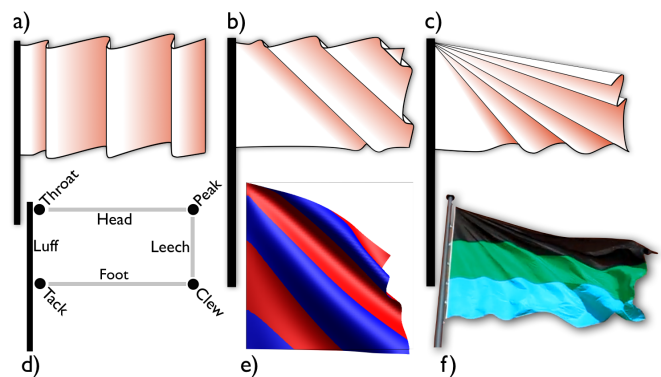 a)
b)
c)
Throat
Peak
Head
Luff
Leech
Foot
Tack
Clew
d)
e)
f)